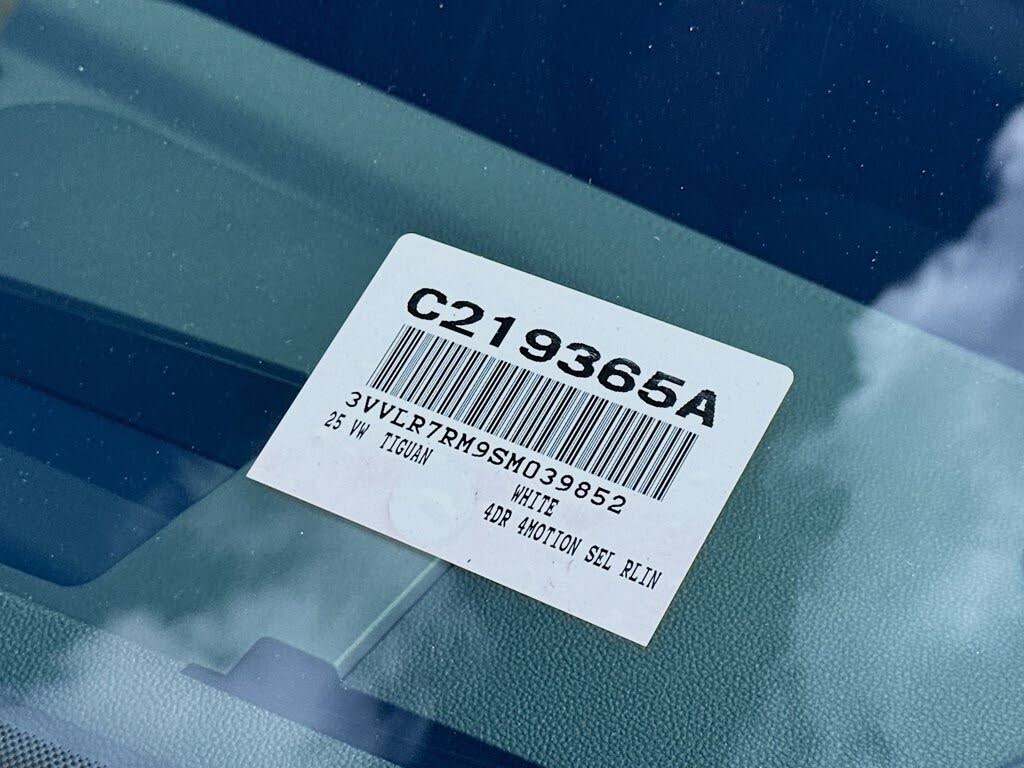 C219365A
3VVLR7RM9SM039852
25 VW TIGUAN
WHITE
4DR 4MOTION SEL RLIN